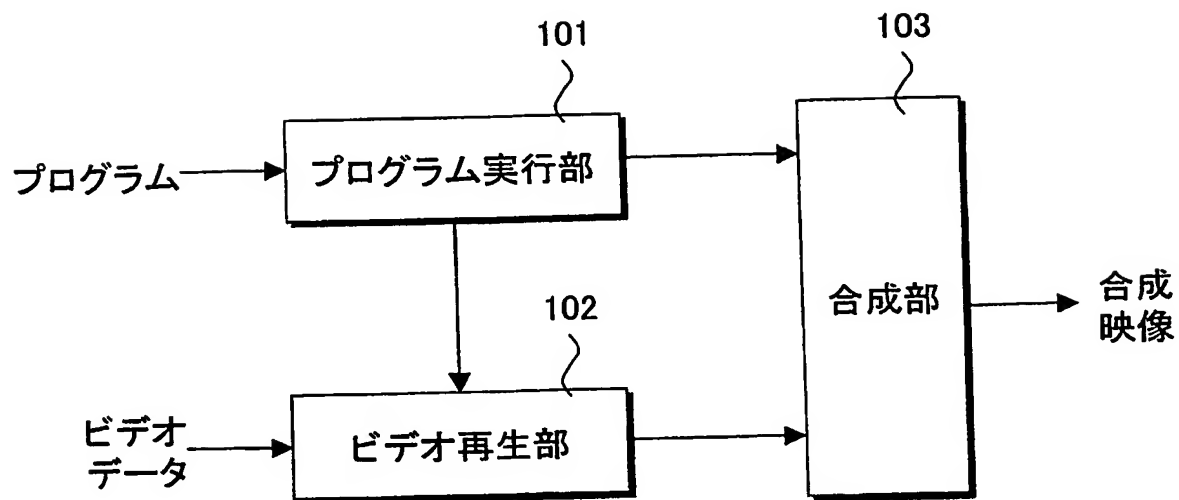 101
103
プログラム
プログラム実行部
合成部
合成
映像
102
ビデオ
データ
ビデオ再生部